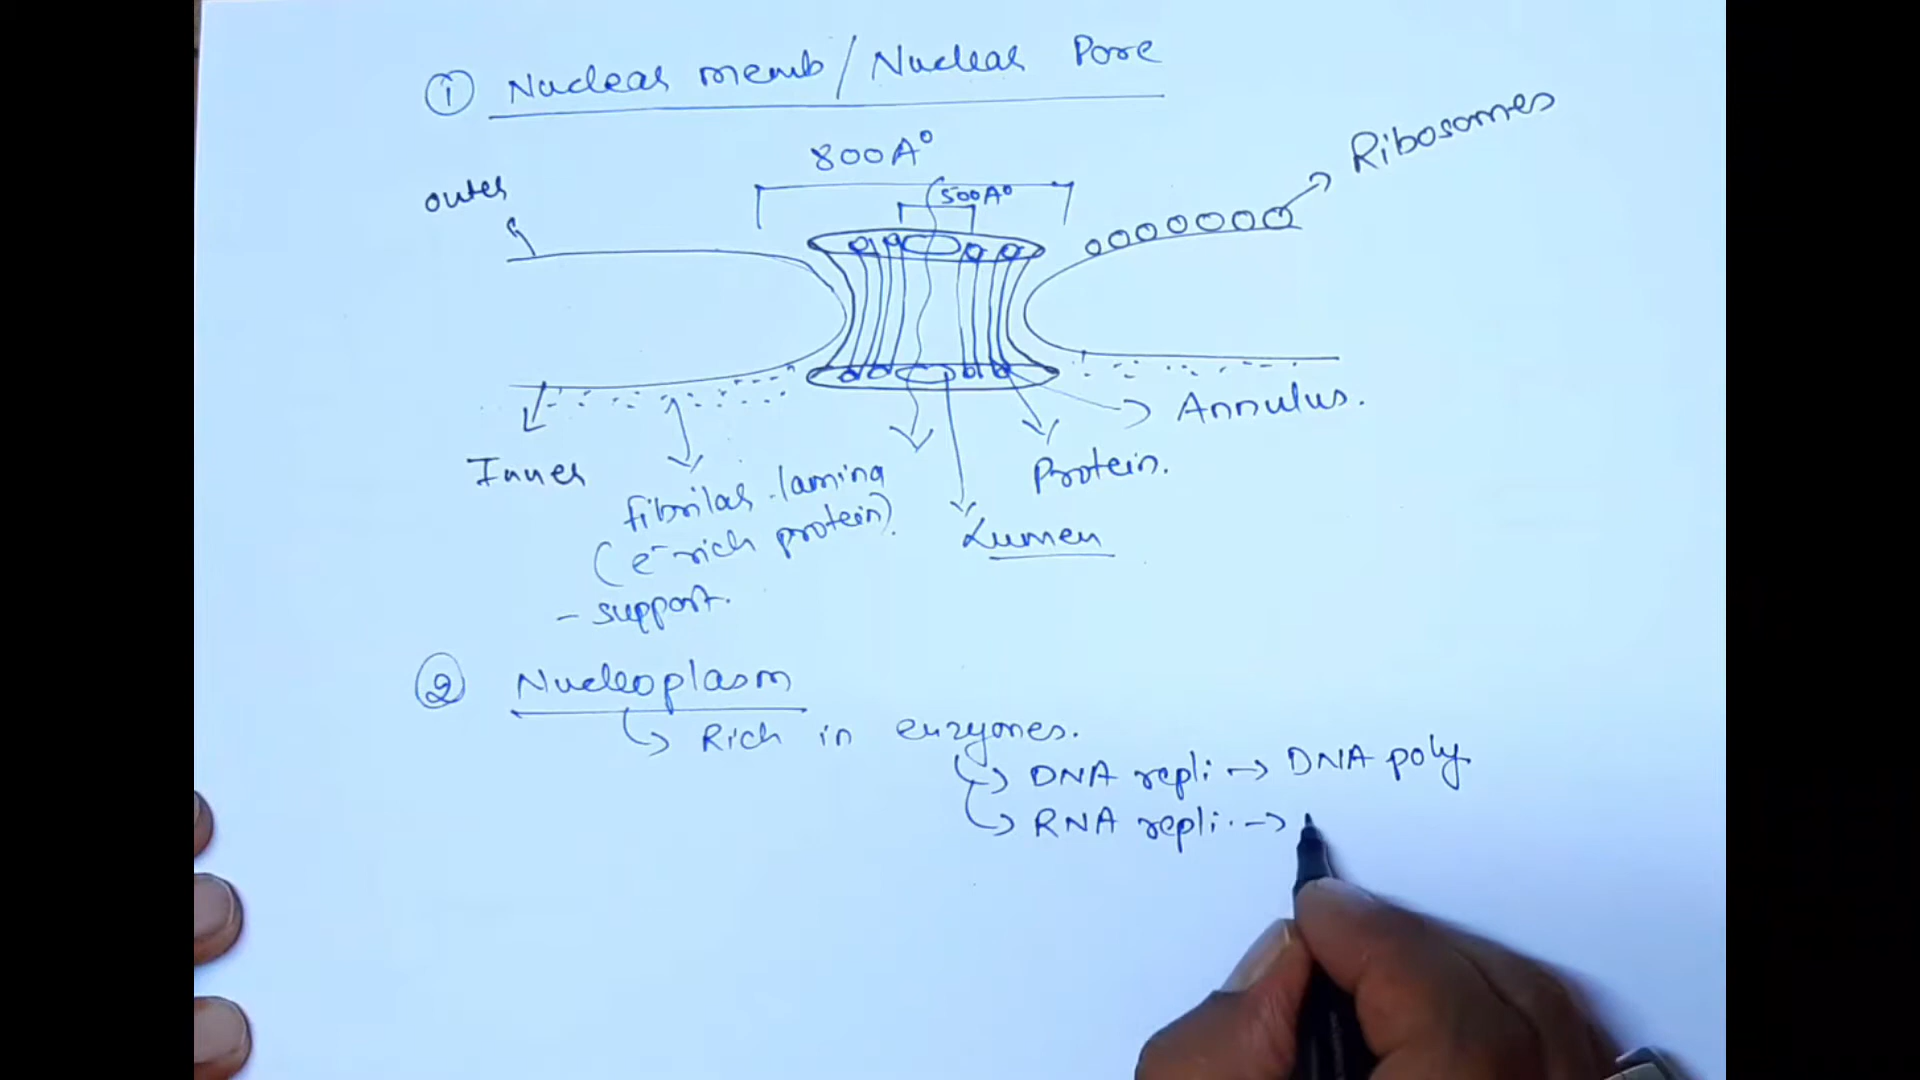 ① Nuclear memb/Nuclear Pore
800A°
500A°
Ribosomes
outer
Annulus.
Inner
Protein.
fibrilar lamina
(e⁻ rich protein).
- support.
Lumen
② Nucleoplasm
↳ Rich in enzymes.
↳ DNA repli → DNA poly
↳ RNA repli. →